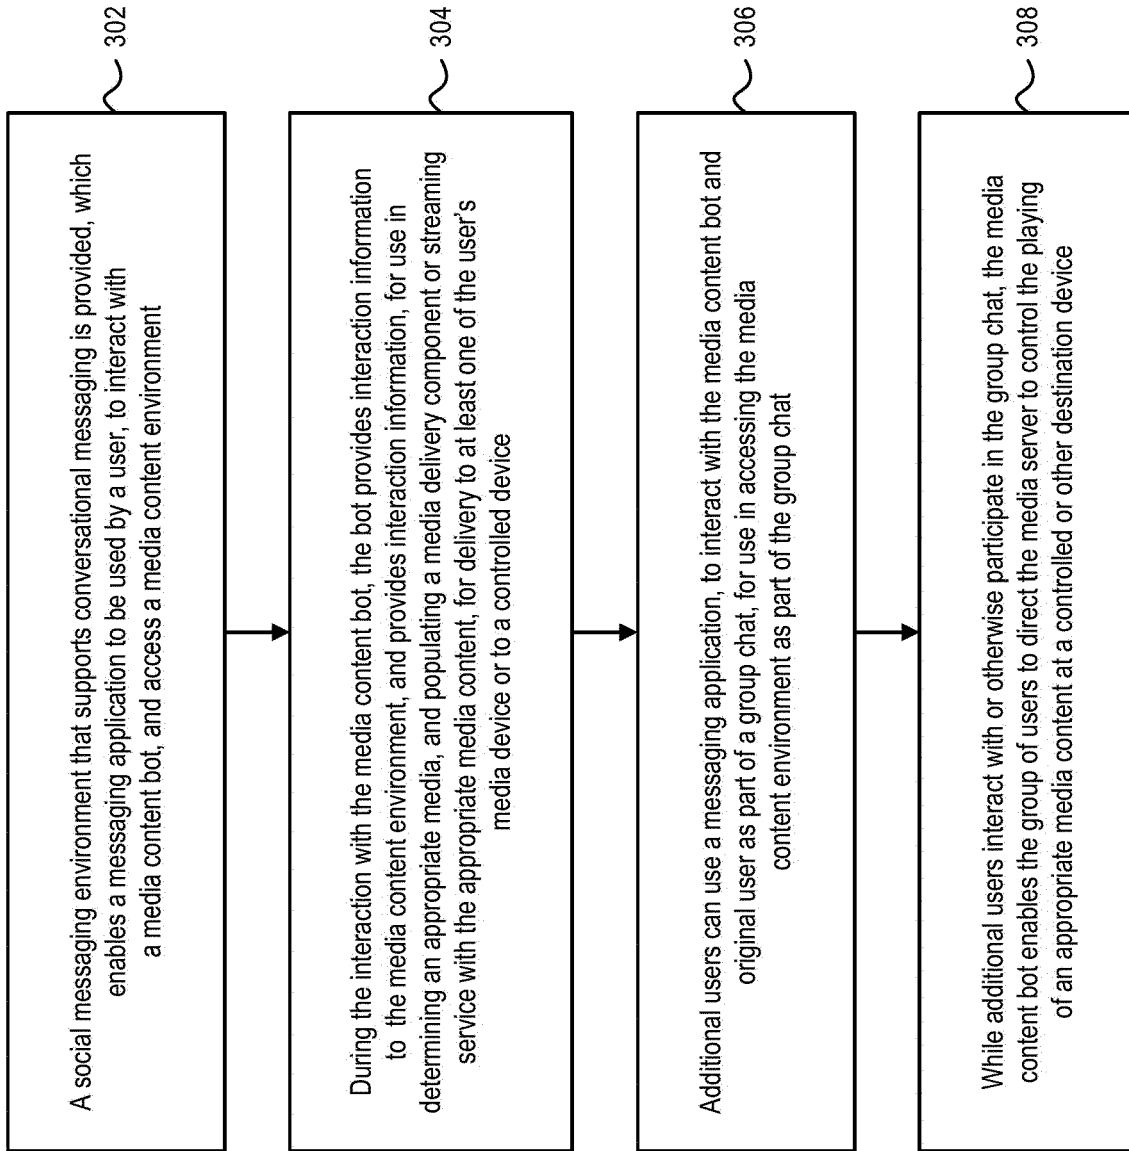 A social messaging environment that supports conversational messaging is provided, which
enables a messaging application to be used by a user, to interact with
a media content bot, and access a media content environment
302
During the interaction with the media content bot, the bot provides interaction information
to the media content environment, and provides interaction information, for use in
determining an appropriate media, and populating a media delivery component or streaming
service with the appropriate media content, for delivery to at least one of the user's
media device or to a controlled device
304
Additional users can use a messaging application, to interact with the media content bot and
original user as part of a group chat, for use in accessing the media
content environment as part of the group chat
306
While additional users interact with or otherwise participate in the group chat, the media
content bot enables the group of users to direct the media server to control the playing
of an appropriate media content at a controlled or other destination device
308